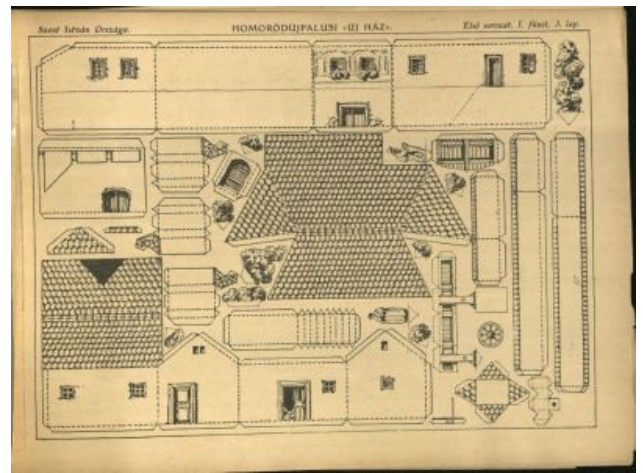 Szent István Országa.
HOMORÓDÚJFALUSI «ÚJ HÁZ».
Első sorozat. I. füzet. 3. lap.